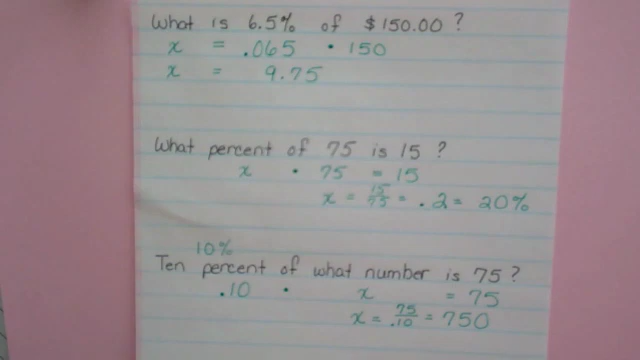 What is 6.5% of $150.00 ?
x = .065 • 150
x = 9.75
What percent of 75 is 15 ?
x • 75 = 15
x = 15/75 = .2 = 20%
10%
Ten percent of what number is 75 ?
.10 • x = 75
x = 75/.10 = 750